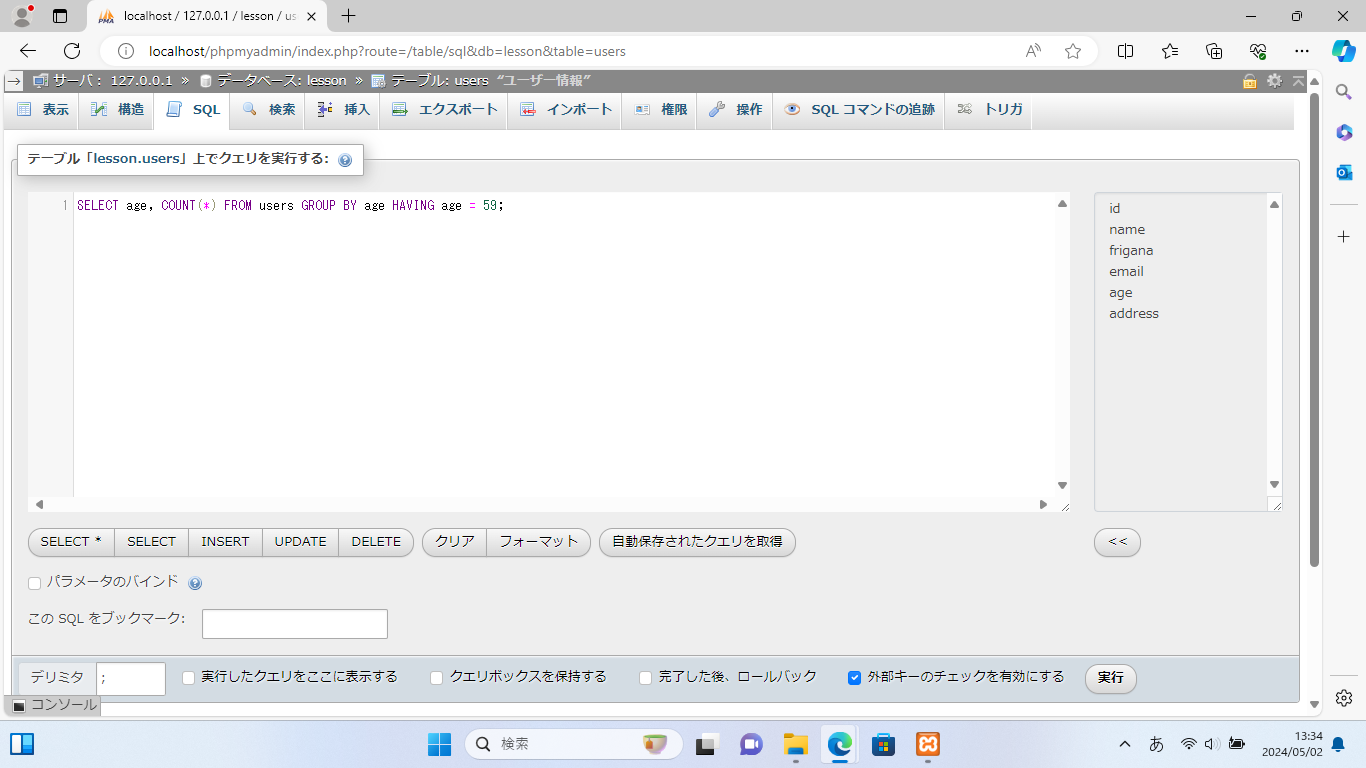 localhost / 127.0.0.1 / lesson / us
localhost/phpmyadmin/index.php?route=/table/sql&db=lesson&table=users
サーバ: 127.0.0.1 » データベース: lesson » テーブル: users “ユーザー情報”
表示 構造 SQL 検索 挿入 エクスポート インポート 権限 操作 SQL コマンドの追跡 トリガ
テーブル「lesson.users」上でクエリを実行する:
1 SELECT age, COUNT(*) FROM users GROUP BY age HAVING age = 59;
id
name
frigana
email
age
address
SELECT * SELECT INSERT UPDATE DELETE クリア フォーマット 自動保存されたクエリを取得 <<
パラメータのバインド
この SQL をブックマーク:
デリミタ ; 実行したクエリをここに表示する クエリボックスを保持する 完了した後、ロールバック 外部キーのチェックを有効にする 実行
コンソール
検索
あ
13:34
2024/05/02